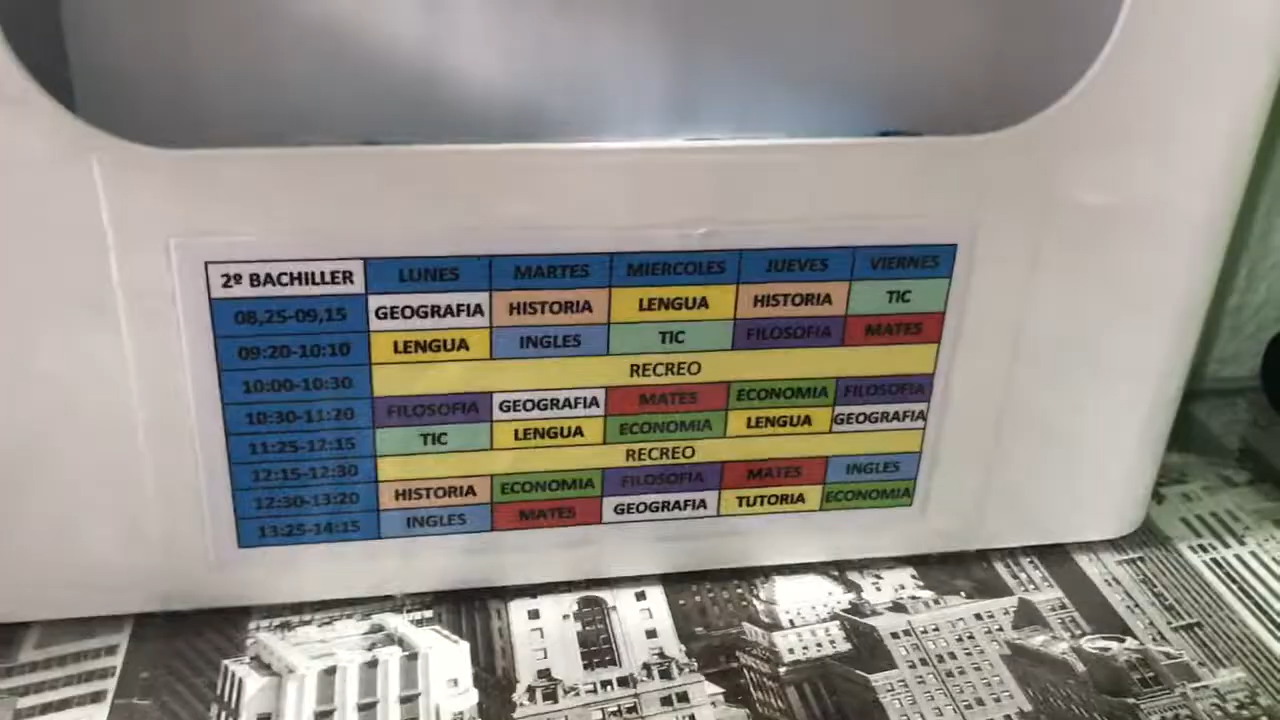 2º BACHILLER LUNES MARTES MIERCOLES JUEVES VIERNES
08,25-09,15 GEOGRAFIA HISTORIA LENGUA HISTORIA TIC
09:20-10:10 LENGUA INGLES TIC FILOSOFIA MATES
10:00-10:30 RECREO
10:30-11:20 FILOSOFIA GEOGRAFIA MATES ECONOMIA FILOSOFIA
11:25-12:15 TIC LENGUA ECONOMIA LENGUA GEOGRAFIA
12:15-12:30 RECREO
12:30-13:20 HISTORIA ECONOMIA FILOSOFIA MATES INGLES
13:25-14:15 INGLES MATES GEOGRAFIA TUTORIA ECONOMIA